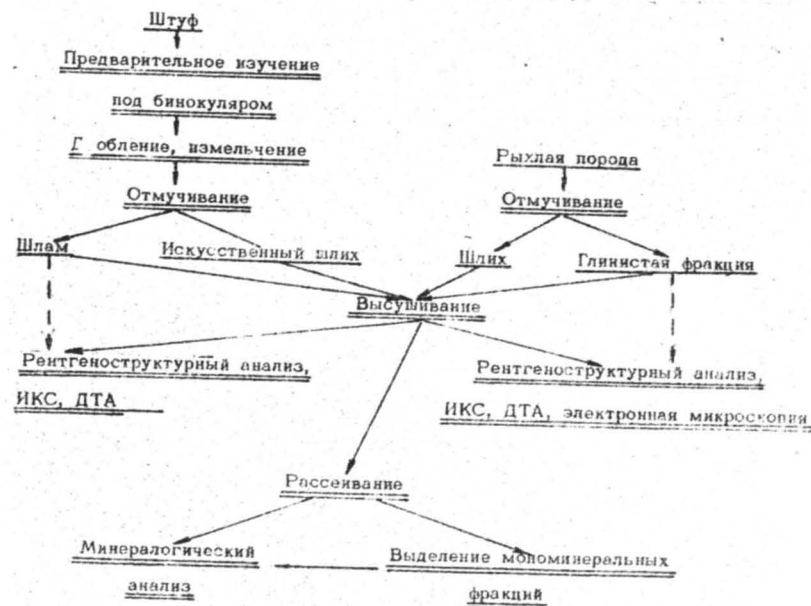 Штуф
Предварительное изучение
под бинокуляром
обление, измельчение
Рыхлая порода
Отмучивание
Отмучивание
Шлам
Искусственный шлих
Шлих
Глинистая фракция
Высушивание
Рентгеноструктурный анализ,
ИКС, ДТА
Рентгеноструктурный анализ,
ИКС, ДТА, электронная микроскопия
Рассеивание
Минералогический
анализ
Выделение мономинеральных
фракций